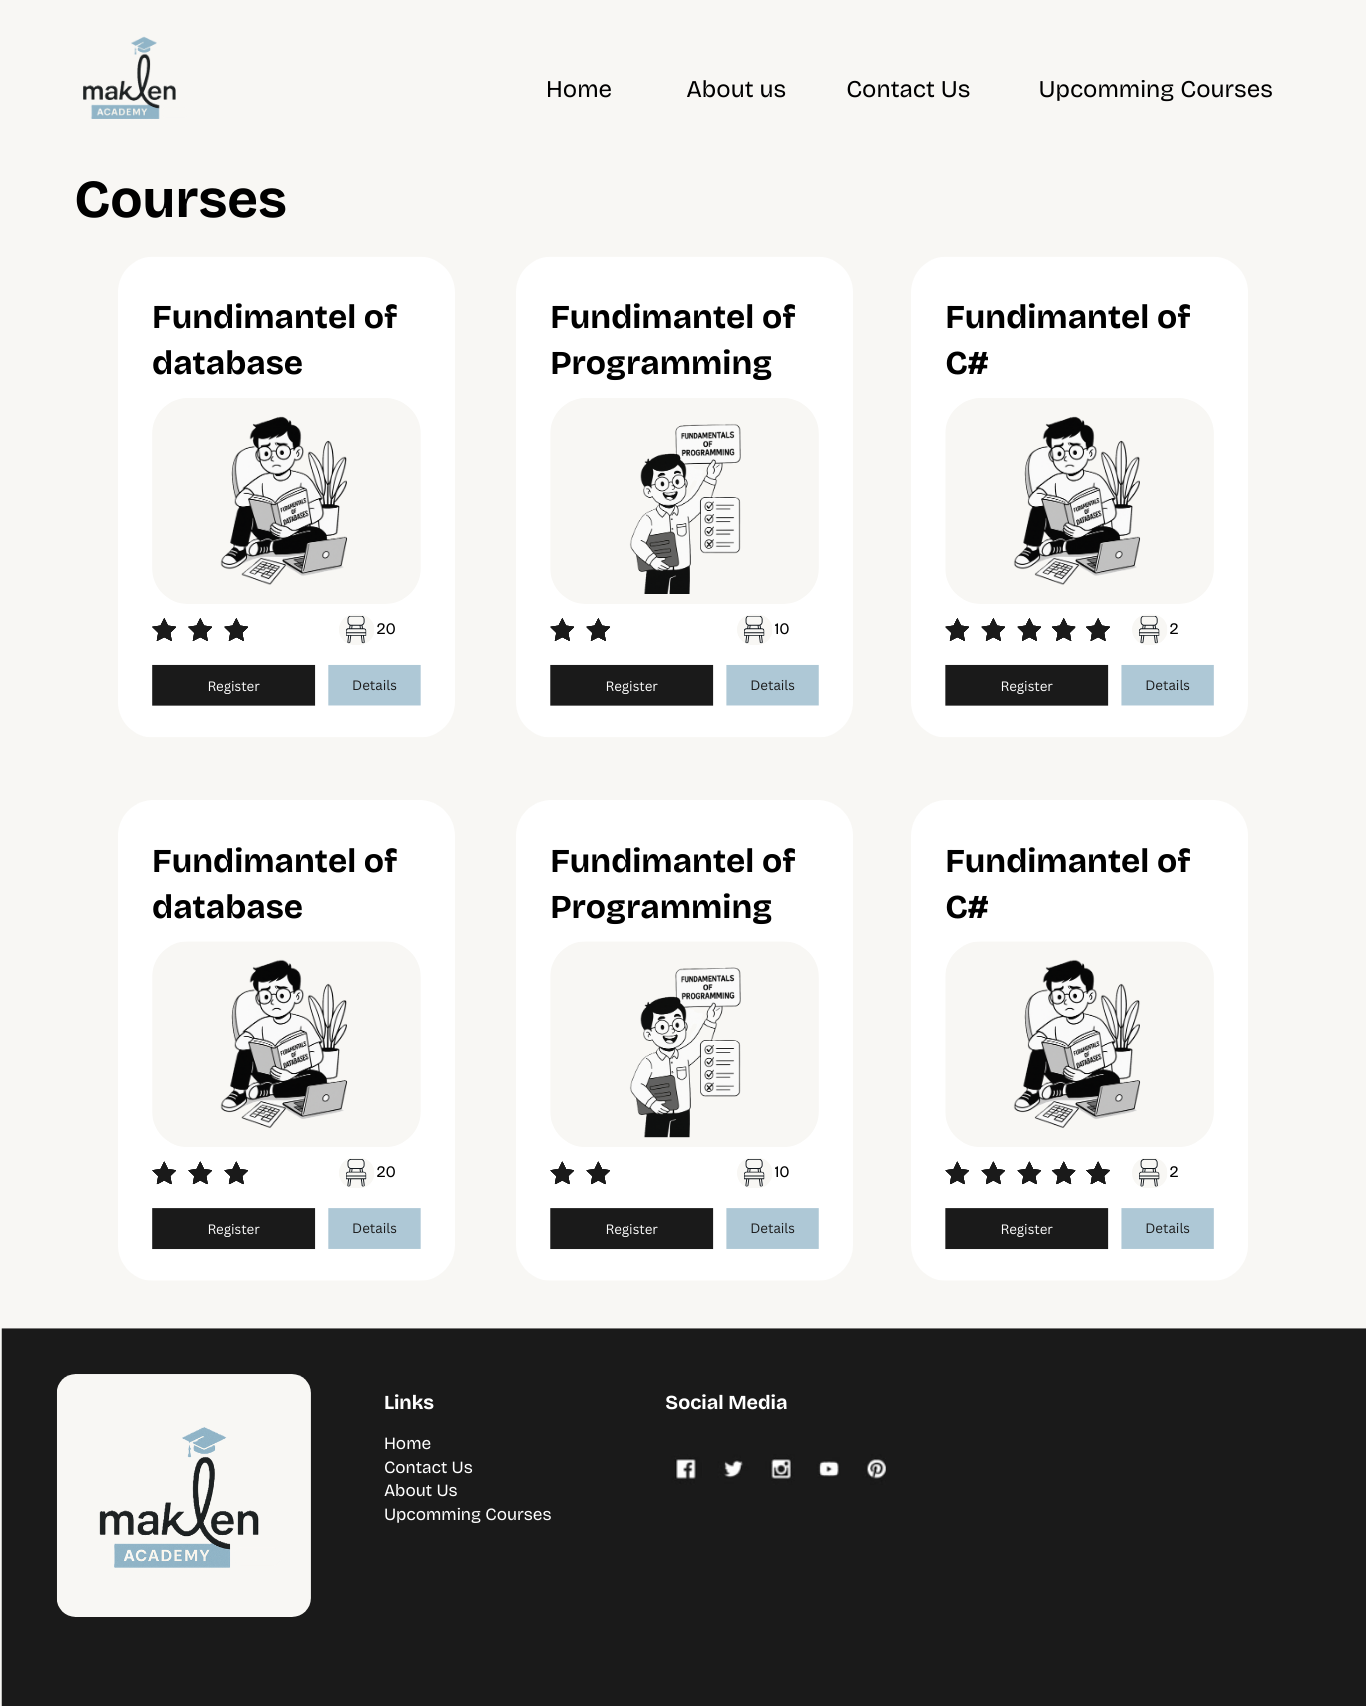 maklen
ACADEMY
Home About us Contact Us Upcomming Courses
Courses
Fundimantel of
database
FUNDAMENTALS
OF
DATABASES
20
Register Details
Fundimantel of
Programming
FUNDAMENTALS
OF
PROGRAMMING
10
Register Details
Fundimantel of
C#
FUNDAMENTALS
OF
DATABASES
2
Register Details
Fundimantel of
database
FUNDAMENTALS
OF
DATABASES
20
Register Details
Fundimantel of
Programming
FUNDAMENTALS
OF
PROGRAMMING
10
Register Details
Fundimantel of
C#
FUNDAMENTALS
OF
DATABASES
2
Register Details
maklen
ACADEMY
Links
Home
Contact Us
About Us
Upcomming Courses
Social Media